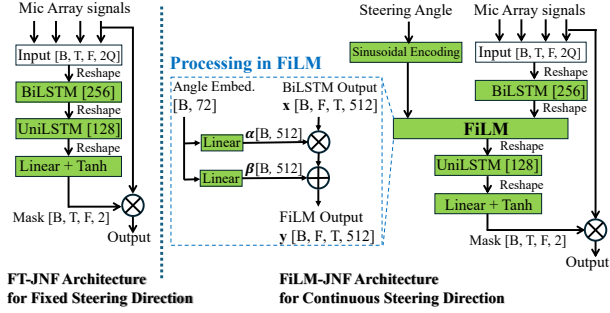 Mic Array signals
Input [B, T, F, 2Q]
Reshape
BiLSTM [256]
Reshape
UniLSTM [128]
Reshape
Linear + Tanh
Mask [B, T, F, 2]
Output
FT-JNF Architecture
for Fixed Steering Direction
Processing in FiLM
Angle Embed.
[B, 72]
BiLSTM Output
x [B, F, T, 512]
Linear
α[B, 512]
Linear
β[B, 512]
FiLM Output
y [B, F, T, 512]
Steering Angle
Sinusoidal Encoding
Mic Array signals
Input [B, T, F, 2Q]
Reshape
BiLSTM [256]
Reshape
FiLM
Reshape
UniLSTM [128]
Reshape
Linear + Tanh
Mask [B, T, F, 2]
Output
FiLM-JNF Architecture
for Continuous Steering Direction